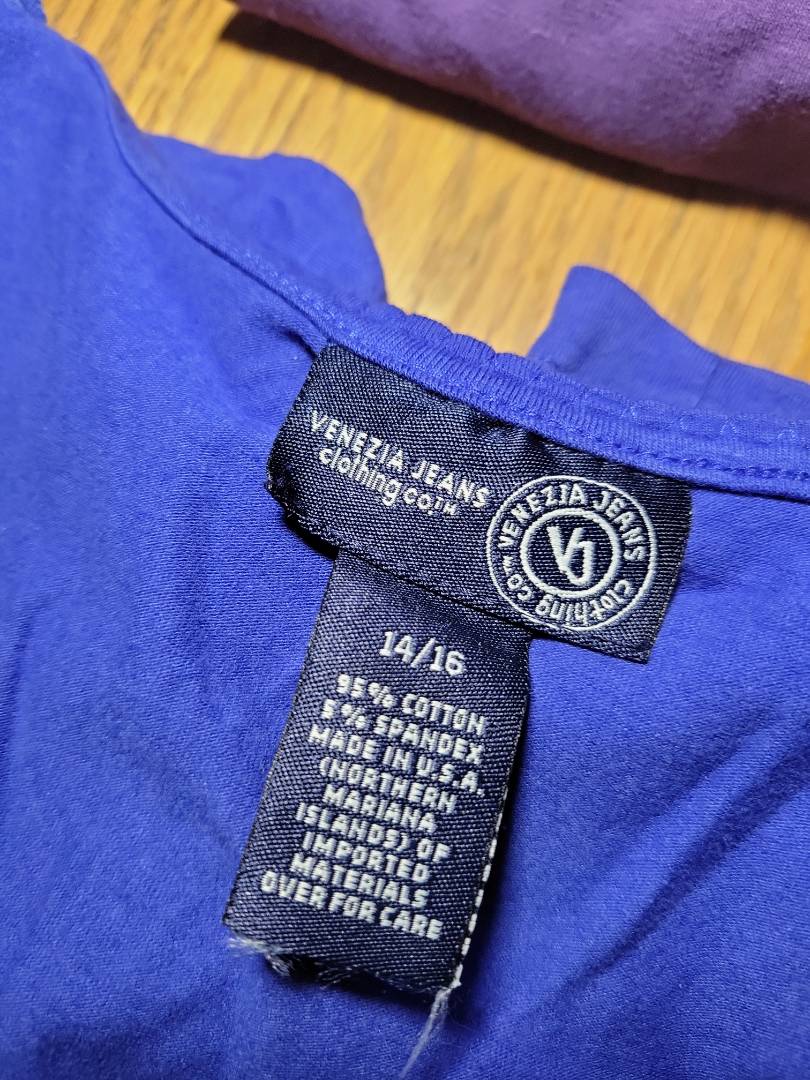 VENEZIA JEANS
clothing co.™
VENEZIA JEANS clothing co™
VJ
14/16
95% COTTON
5% SPANDEX
MADE IN U.S.A.
(NORTHERN
MARIANA
ISLANDS) OF
IMPORTED
MATERIALS
OVER FOR CARE